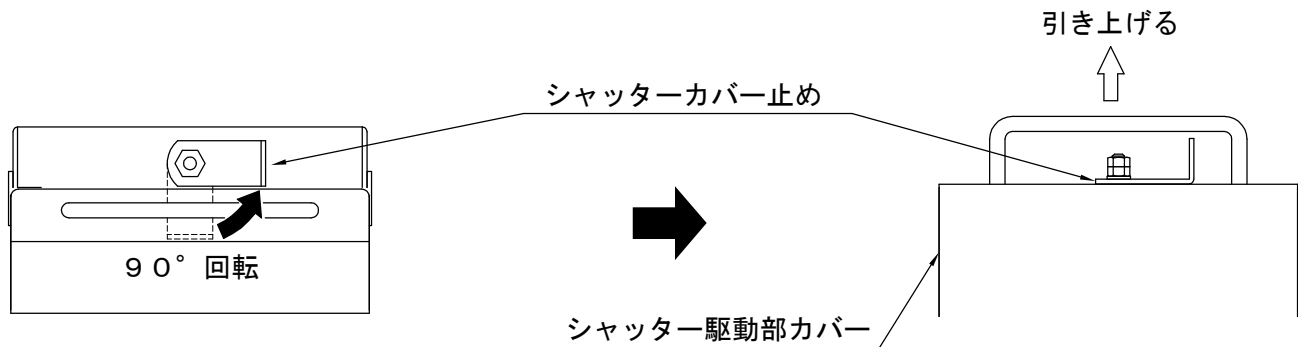 引き上げる
シャッターカバー止め
９０°回転
シャッター駆動部カバー